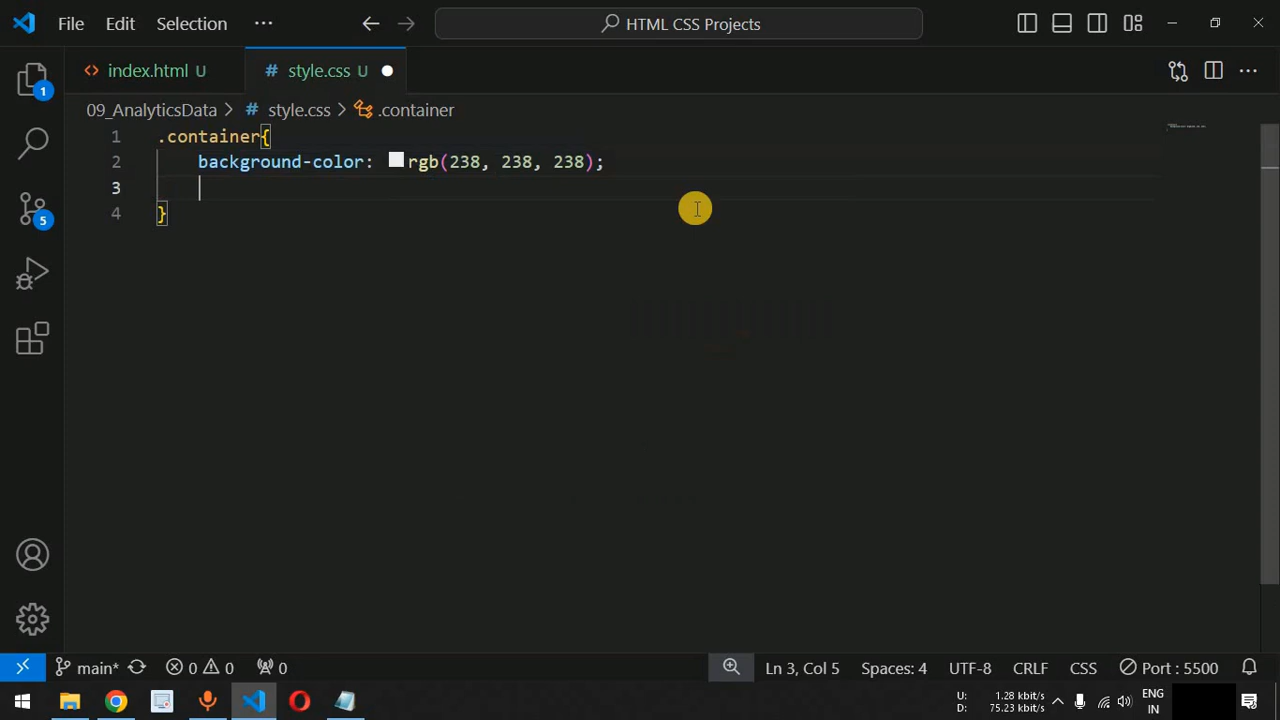 File Edit Selection ··· HTML CSS Projects
index.html U # style.css U
09_AnalyticsData > # style.css > .container
1 .container{
2 background-color: rgb(238, 238, 238);
3
4 }
1
5
main* 0 0 0 Ln 3, Col 5 Spaces: 4 UTF-8 CRLF CSS Port : 5500
U: 1.28 kbit/s
D: 75.23 kbit/s
ENG
IN